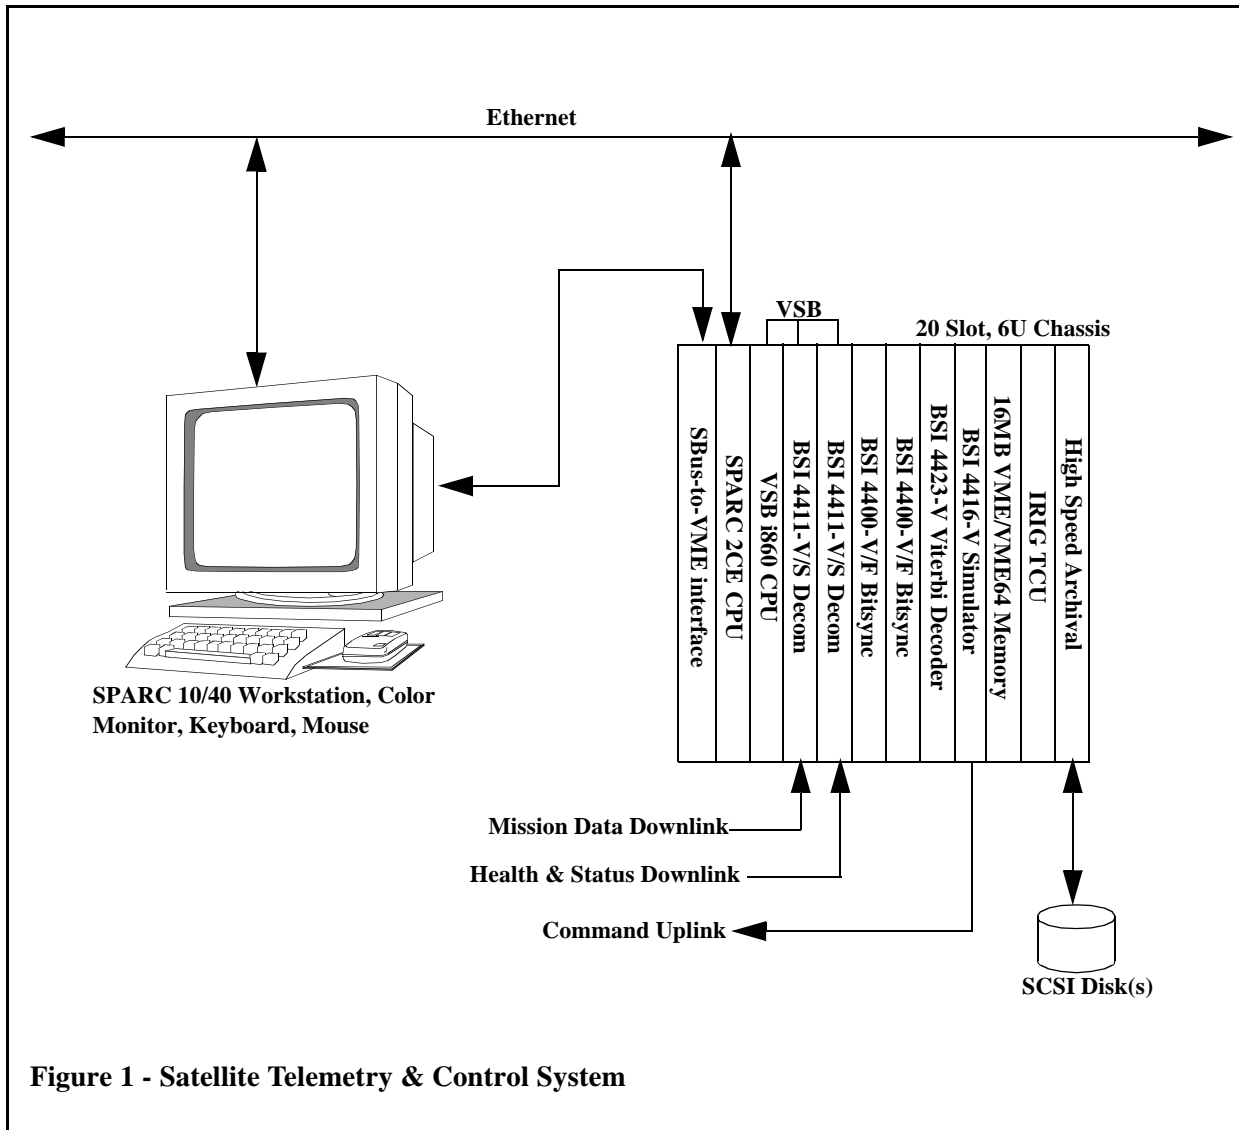 Ethernet
VSB
20 Slot, 6U Chassis
SBus-to-VME interface
SPARC 2CE CPU
VSB i860 CPU
BSI 4411-V/S Decom
BSI 4411-V/S Decom
BSI 4400-V/F Bitsync
BSI 4400-V/F Bitsync
BSI 4423-V Viterbi Decoder
BSI 4416-V Simulator
16MB VME/VME64 Memory
IRIG TCU
High Speed Archival
SPARC 10/40 Workstation, Color
Monitor, Keyboard, Mouse
Mission Data Downlink
Health & Status Downlink
Command Uplink
SCSI Disk(s)
Figure 1 - Satellite Telemetry & Control System